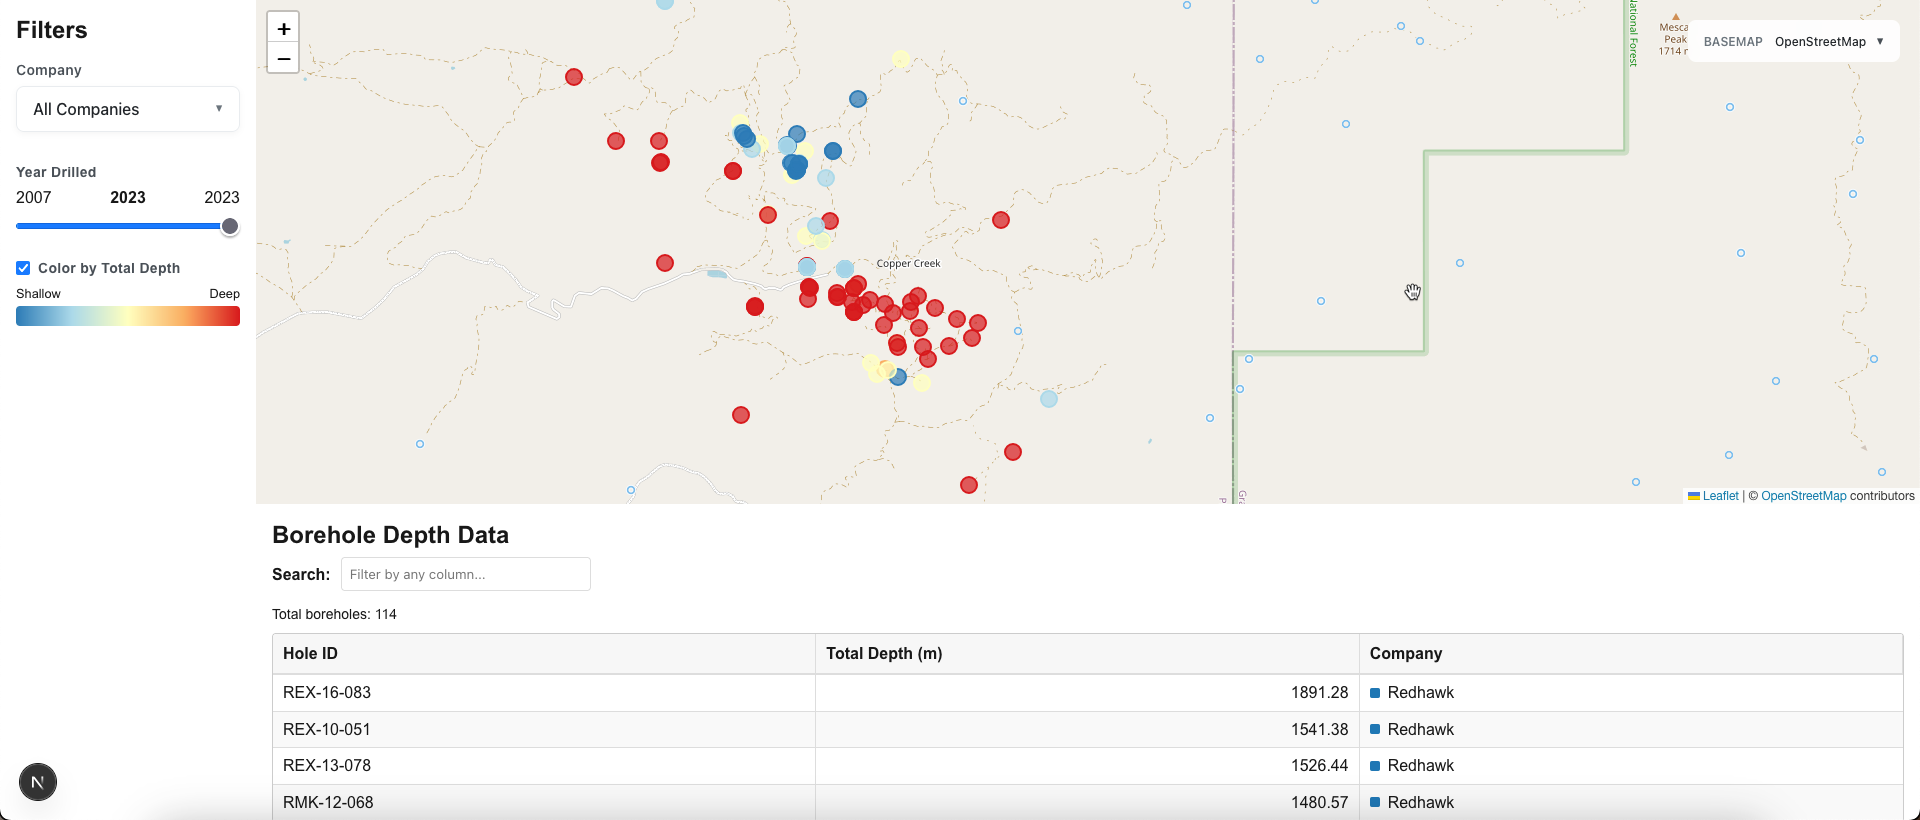 Filters
Company
All Companies
Year Drilled
2007 2023 2023
Color by Total Depth
Shallow Deep
+
−
National Forest
Peak
BASEMAP OpenStreetMap
Copper Creek
Leaflet | © OpenStreetMap contributors
Borehole Depth Data
Search: Filter by any column...
Total boreholes: 114
Hole ID Total Depth (m) Company
REX-16-083 1891.28 Redhawk
REX-10-051 1541.38 Redhawk
REX-13-078 1526.44 Redhawk
RMK-12-068 1480.57 Redhawk
N